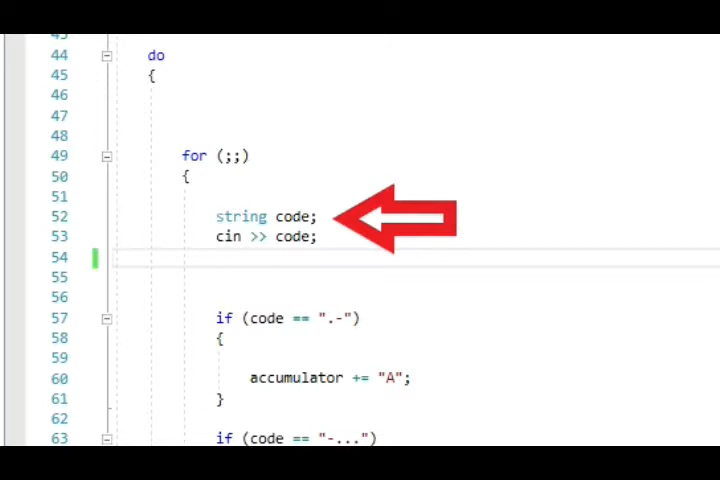 43
44 do
45 {
46
47
48
49 for (;;)
50 {
51
52 string code;
53 cin >> code;
54
55
56
57 if (code == ".-")
58 {
59
60 accumulator += "A";
61 }
62
63 if (code == "-...")